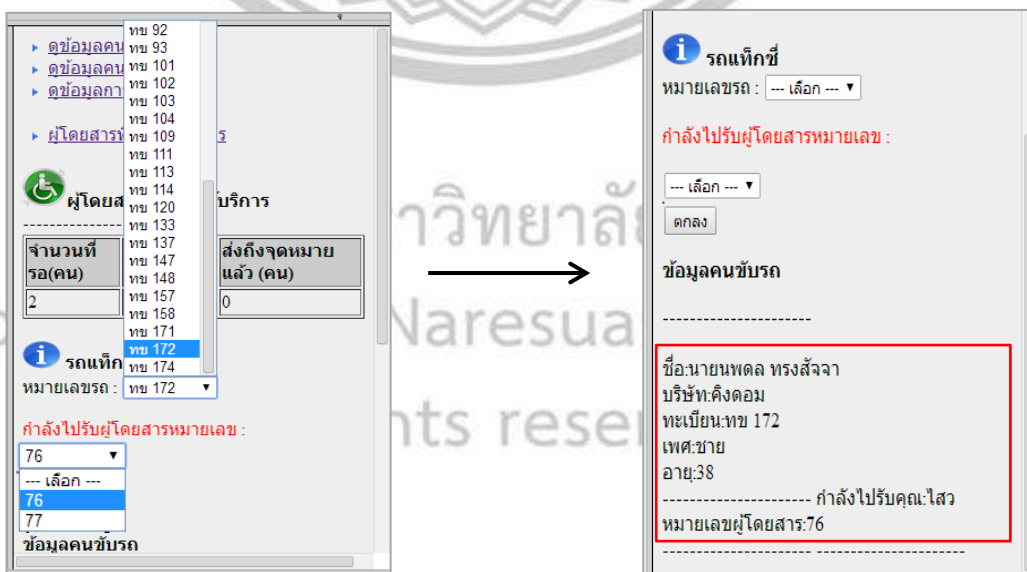 ดูข้อมูลคน
ดูข้อมูลคน
ดูข้อมูลกา
ผู้โดยสาร
ร
ทข 92
ทข 93
ทข 101
ทข 102
ทข 103
ทข 104
ทข 109
ทข 111
ทข 113
ทข 114
ทข 120
ทข 133
ทข 137
ทข 147
ทข 148
ทข 157
ทข 158
ทข 171
ทข 172
ทข 174
ผู้โดยส
บริการ
----------------
จำนวนที่รอ(คน)
ส่งถึงจุดหมาย
แล้ว (คน)
2
0
รถแท็ก
หมายเลขรถ : ทข 172
กำลังไปรับผู้โดยสารหมายเลข :
76
--- เลือก ---
76
77
ข้อมูลคนขับรถ
รถแท็กซี่
หมายเลขรถ : --- เลือก ---
กำลังไปรับผู้โดยสารหมายเลข :
--- เลือก ---
ตกลง
ข้อมูลคนขับรถ
----------------------
ชื่อ:นายนพดล ทรงสัจจา
บริษัท:คิงดอม
ทะเบียน:ทข 172
เพศ:ชาย
อายุ:38
---------------------- กำลังไปรับคุณ:ไสว
หมายเลขผู้โดยสาร:76
---------------------- ----------------------
าวิทยาลั
Naresua
nts reser